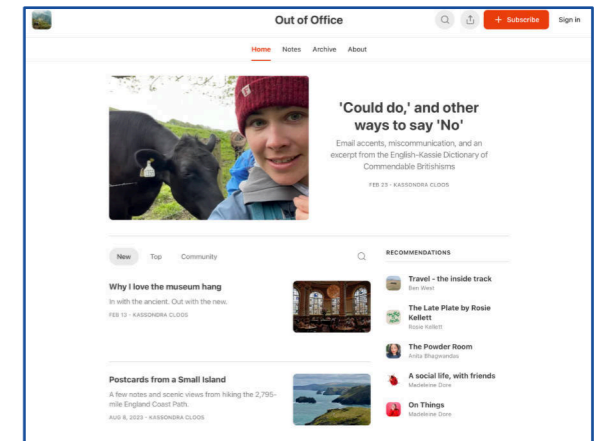 Out of Office
+ Subscribe
Sign in
Home Notes Archive About
'Could do,' and other
ways to say 'No'
Email accents, miscommunication, and an
excerpt from the English–Kassie Dictionary of
Commendable Britishisms
FEB 23 • KASSONDRA CLOOS
New Top Community
Why I love the museum hang
In with the ancient. Out with the new.
FEB 13 • KASSONDRA CLOOS
Postcards from a Small Island
A few notes and scenic views from hiking the 2,795-
mile England Coast Path.
AUG 8, 2023 • KASSONDRA CLOOS
RECOMMENDATIONS
Travel - the inside track
Ben West
The Late Plate by Rosie
Kellett
Rosie Kellett
The Powder Room
Anita Bhagwandas
A social life, with friends
Madeleine Dore
On Things
Madeleine Dore